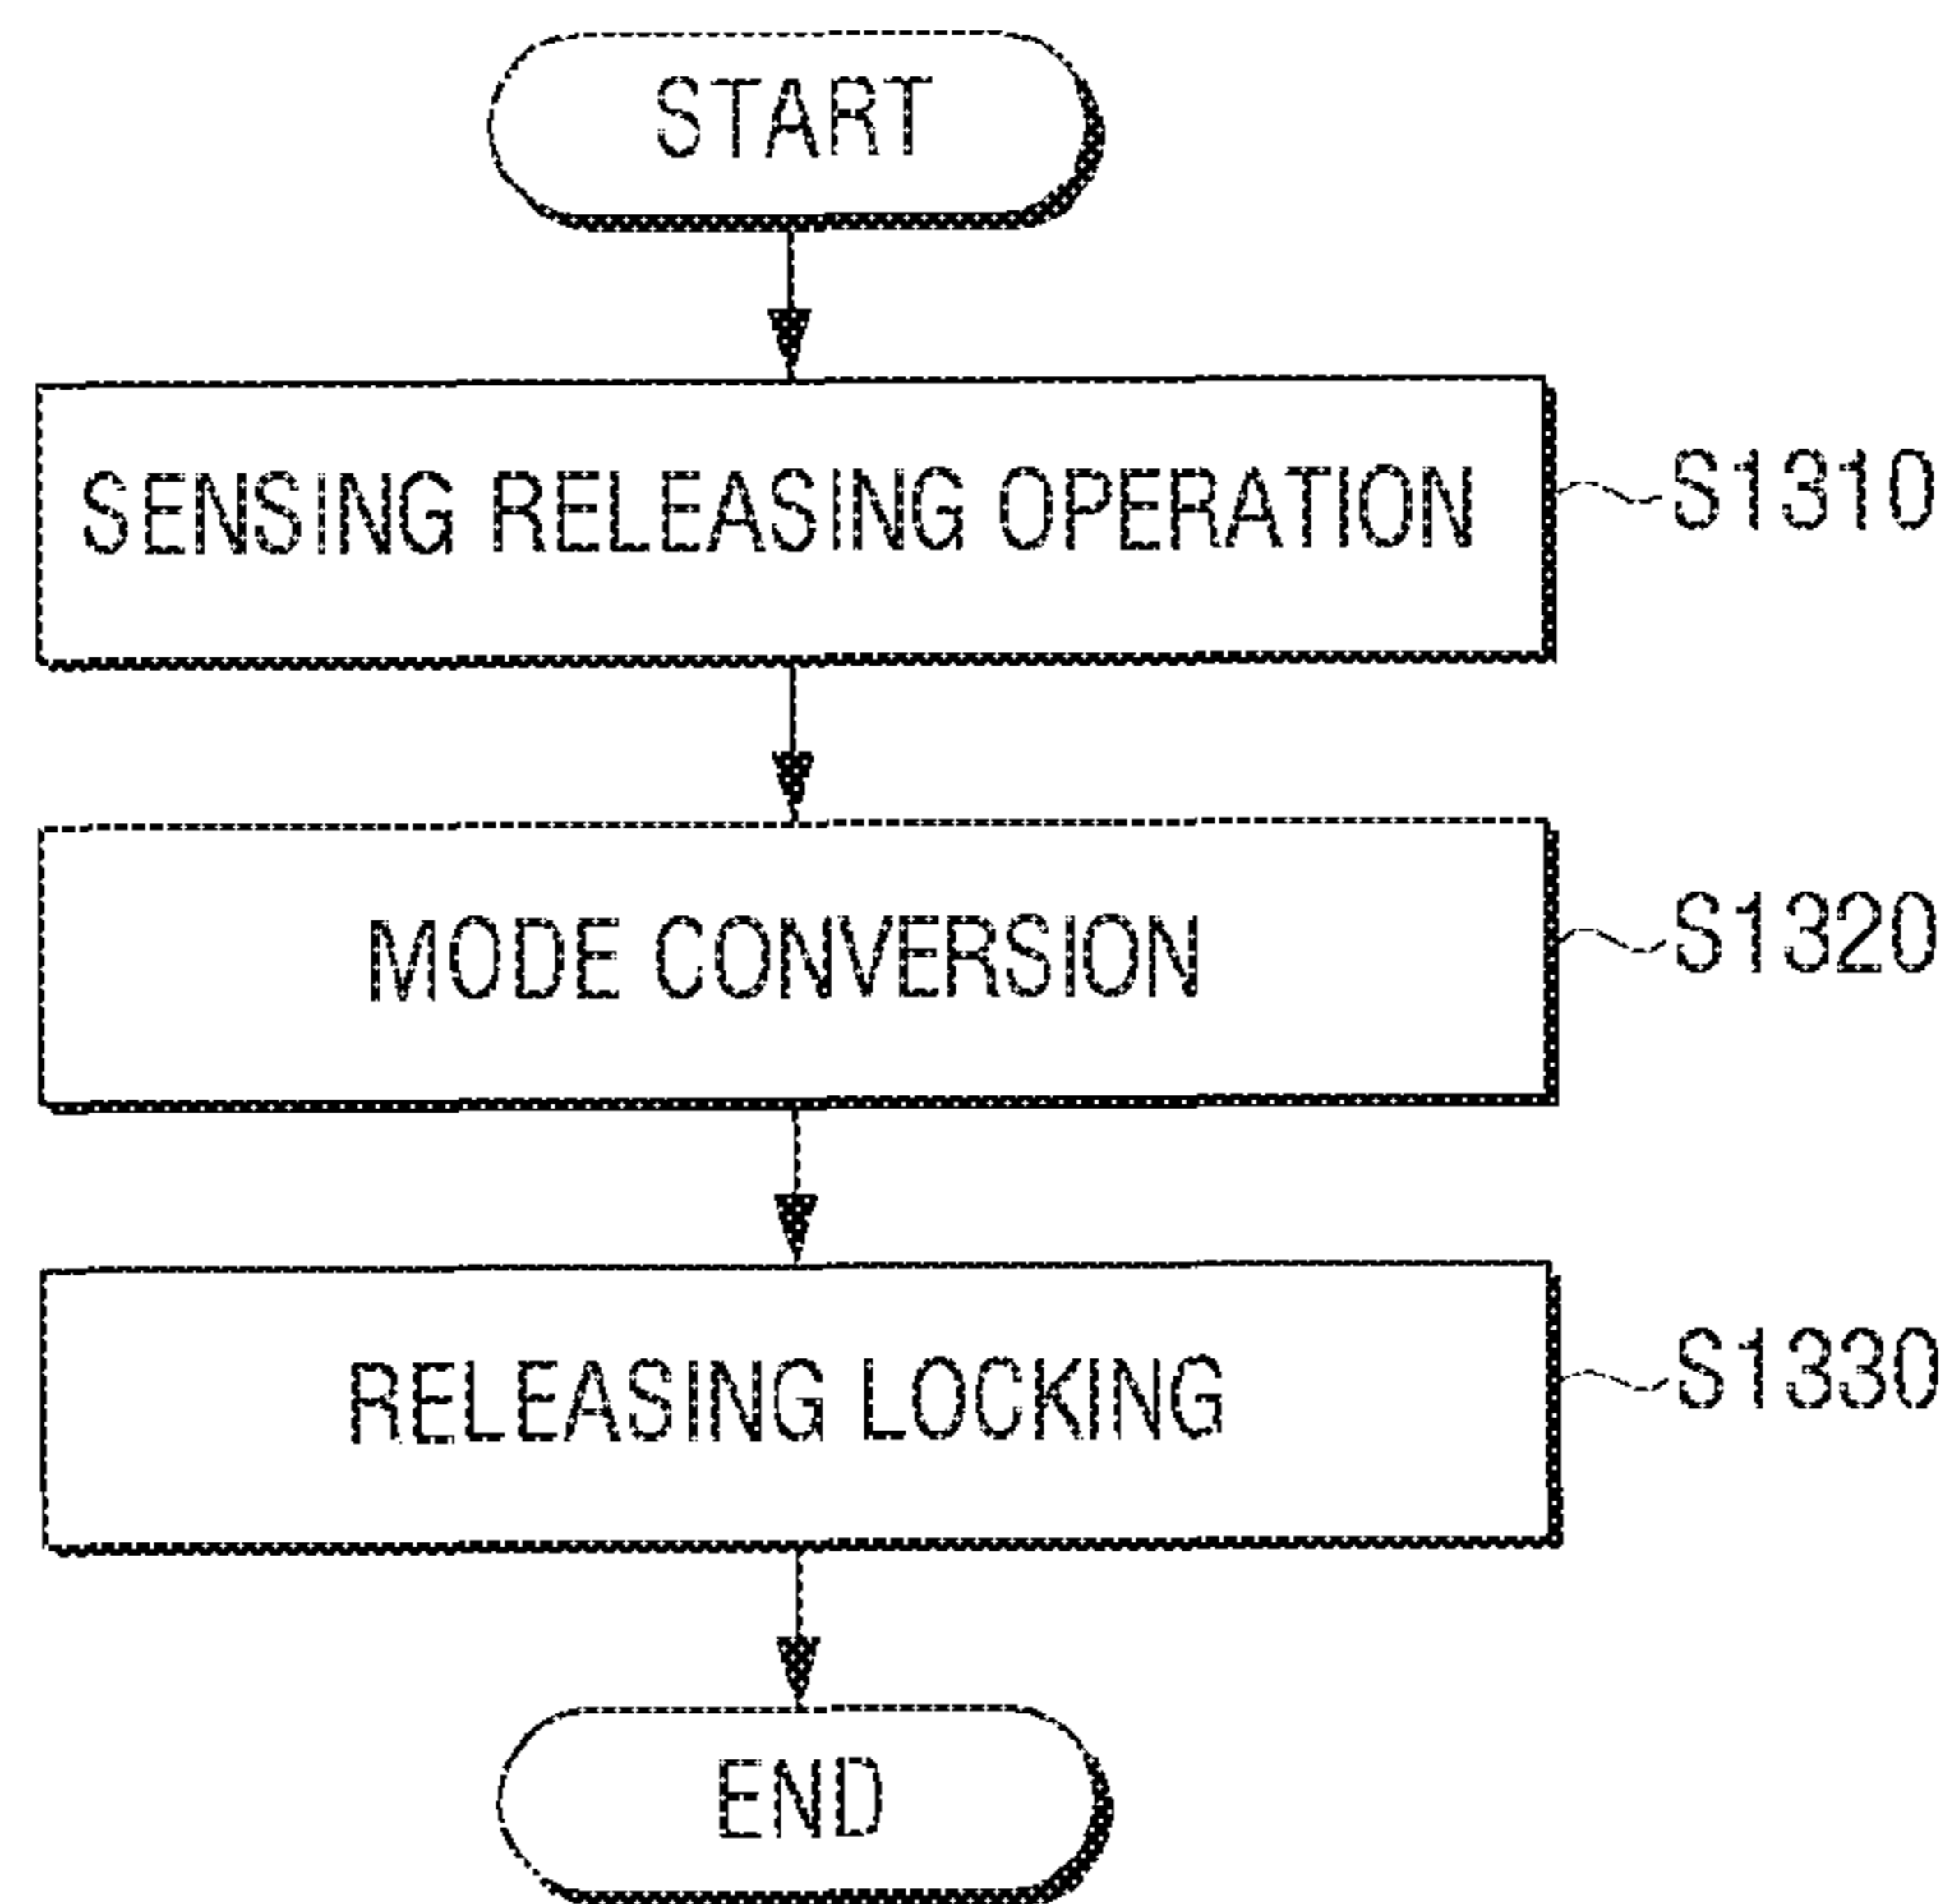 START
SENSING RELEASING OPERATION
S1310
MODE CONVERSION
S1320
RELEASING LOCKING
S1330
END